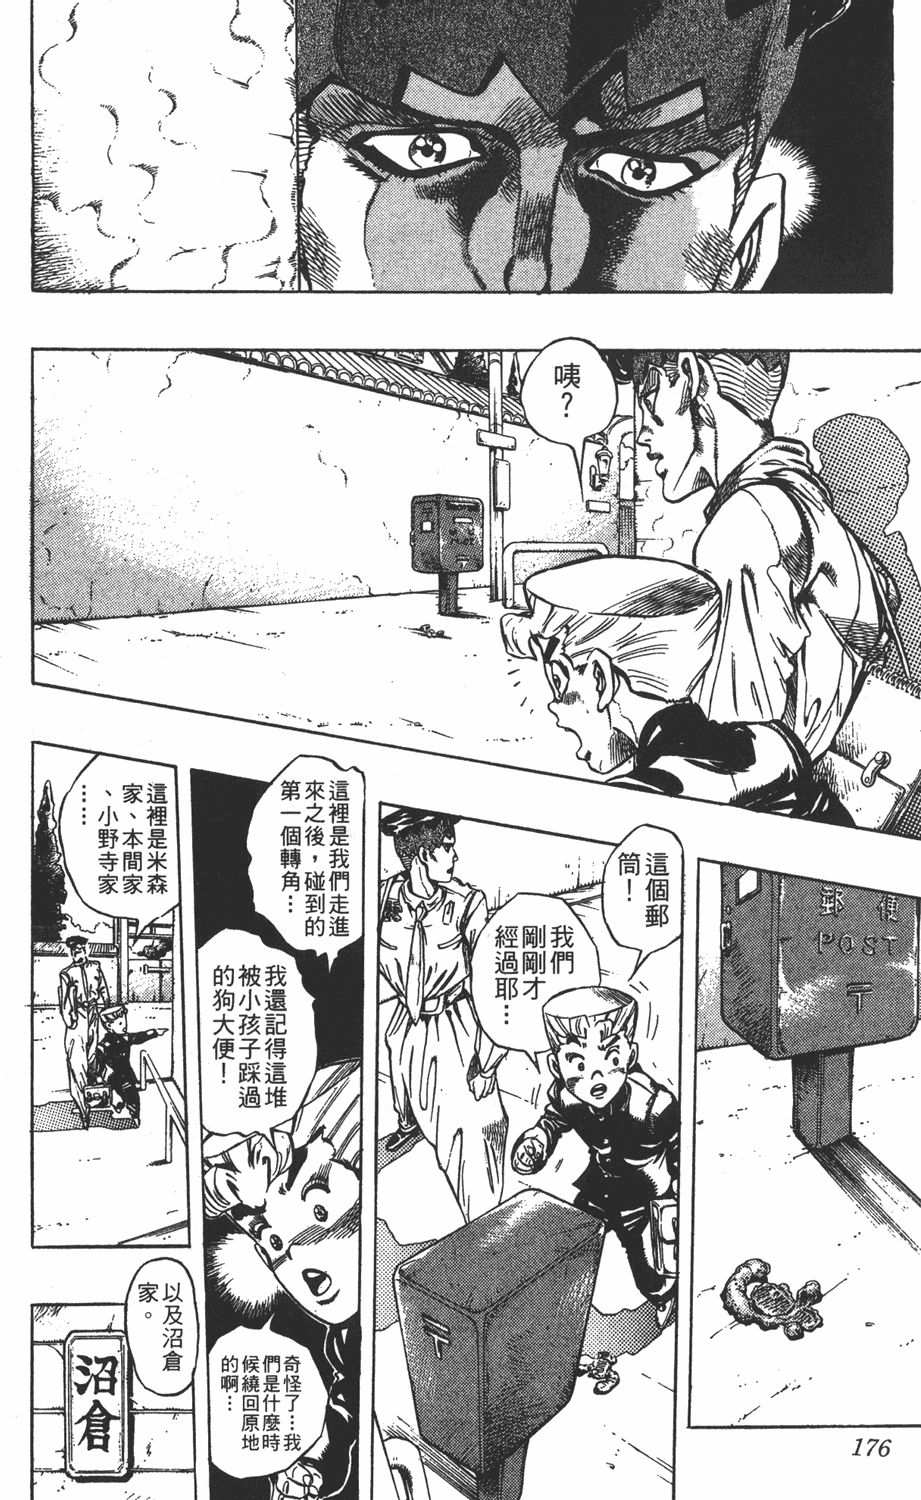 咦？
郵便
POST
〒
這個郵
筒！
我們
剛剛才
經過耶…
〒
這裡是我們走進
來之後，碰到的
第一個轉角…
我還記得這堆
被小孩子踩過
的狗大便！
奇怪了…我
們是什麼時
候繞回原地
的啊…
這裡是米森
家、本間家
、小野寺家
……
以及沼倉
家。
沼倉
176